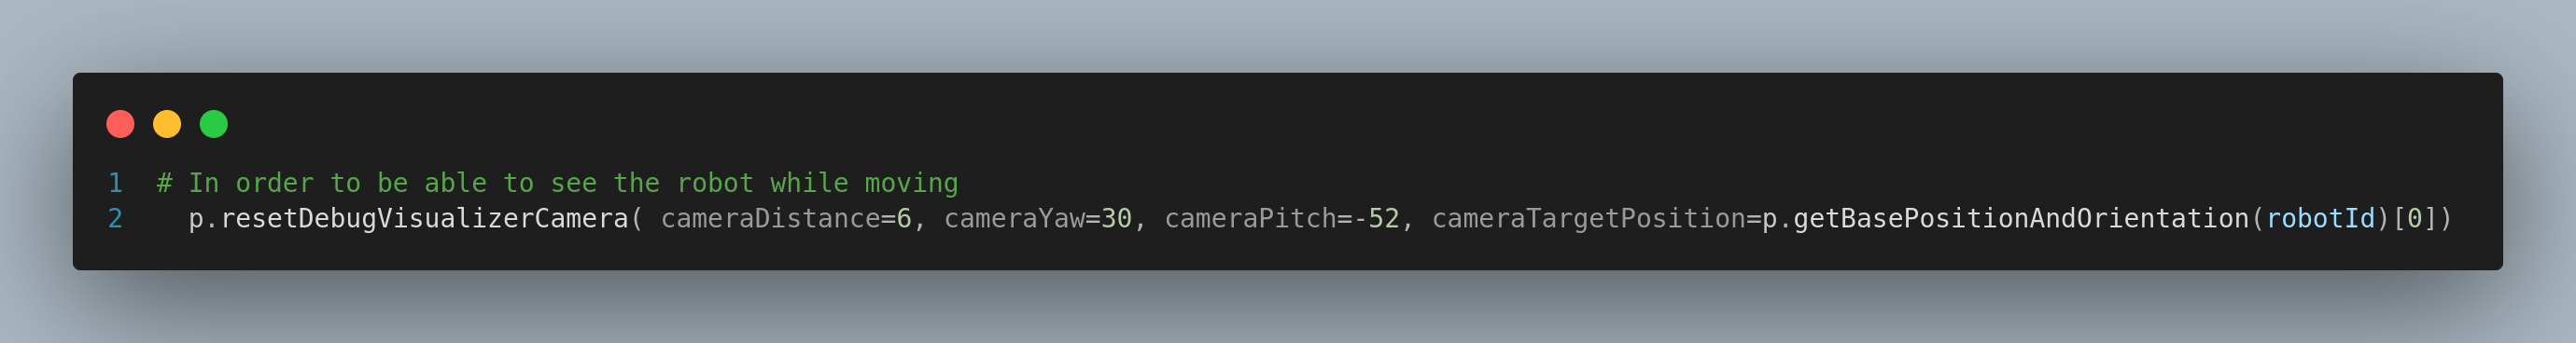 1 # In order to be able to see the robot while moving
2   p.resetDebugVisualizerCamera( cameraDistance=6, cameraYaw=30, cameraPitch=-52, cameraTargetPosition=p.getBasePositionAndOrientation(robotId)[0])